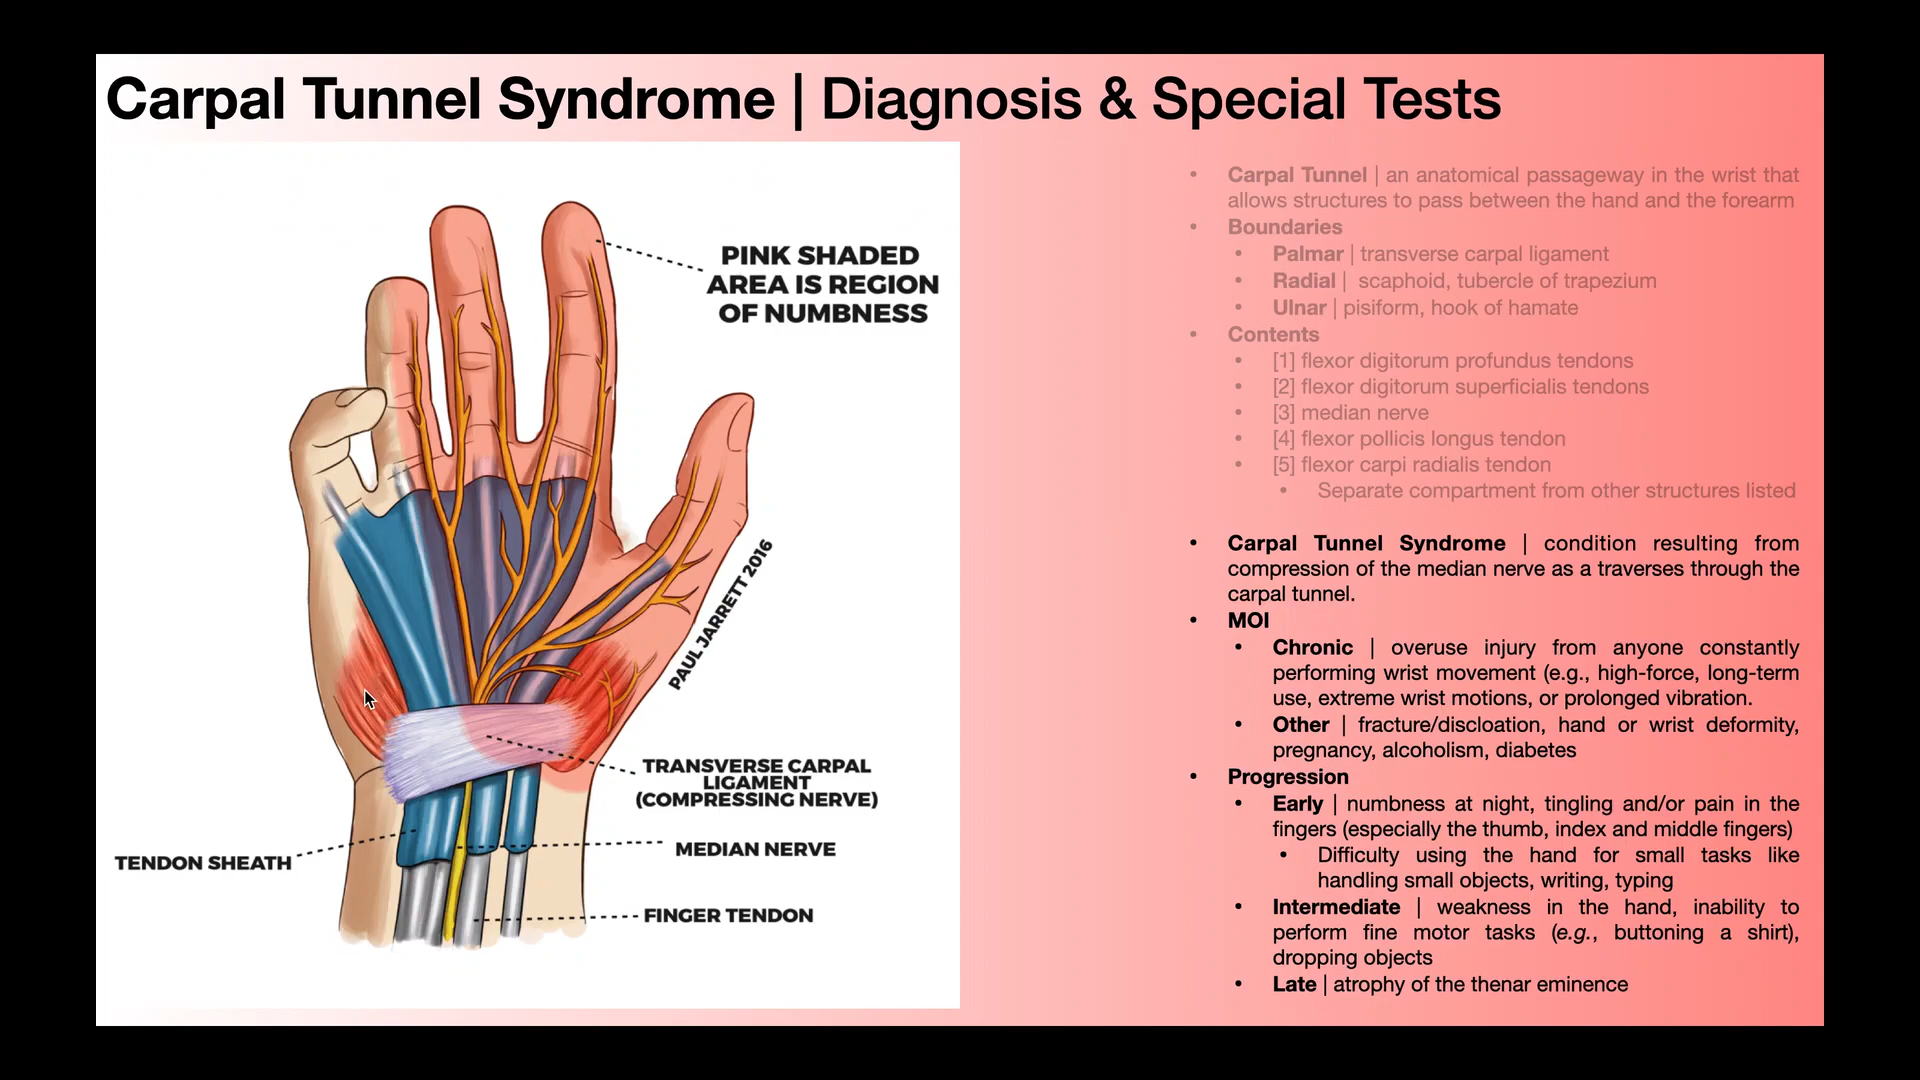 Carpal Tunnel Syndrome | Diagnosis & Special Tests
PINK SHADED
AREA IS REGION
OF NUMBNESS
PAUL JARRETT 2016
TRANSVERSE CARPAL
LIGAMENT
(COMPRESSING NERVE)
MEDIAN NERVE
TENDON SHEATH
FINGER TENDON
• Carpal Tunnel | an anatomical passageway in the wrist that
allows structures to pass between the hand and the forearm
• Boundaries
• Palmar | transverse carpal ligament
• Radial | scaphoid, tubercle of trapezium
• Ulnar | pisiform, hook of hamate
• Contents
• [1] flexor digitorum profundus tendons
• [2] flexor digitorum superficialis tendons
• [3] median nerve
• [4] flexor pollicis longus tendon
• [5] flexor carpi radialis tendon
• Separate compartment from other structures listed
• Carpal Tunnel Syndrome | condition resulting from
compression of the median nerve as a traverses through the
carpal tunnel.
• MOI
• Chronic | overuse injury from anyone constantly
performing wrist movement (e.g., high-force, long-term
use, extreme wrist motions, or prolonged vibration.
• Other | fracture/discloation, hand or wrist deformity,
pregnancy, alcoholism, diabetes
• Progression
• Early | numbness at night, tingling and/or pain in the
fingers (especially the thumb, index and middle fingers)
• Difficulty using the hand for small tasks like
handling small objects, writing, typing
• Intermediate | weakness in the hand, inability to
perform fine motor tasks (e.g., buttoning a shirt),
dropping objects
• Late | atrophy of the thenar eminence